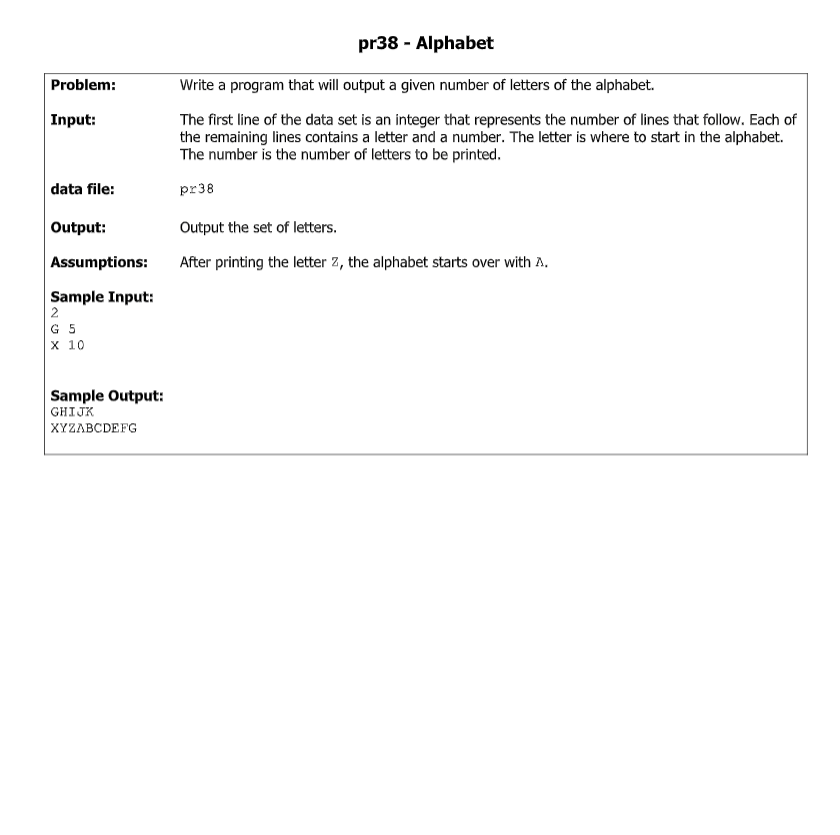 pr38 - Alphabet
Problem: Write a program that will output a given number of letters of the alphabet.
Input: The first line of the data set is an integer that represents the number of lines that follow. Each of
the remaining lines contains a letter and a number. The letter is where to start in the alphabet.
The number is the number of letters to be printed.
data file: pr38
Output: Output the set of letters.
Assumptions: After printing the letter Z, the alphabet starts over with A.
Sample Input:
2
G 5
X 10
Sample Output:
GHIJK
XYZABCDEFG